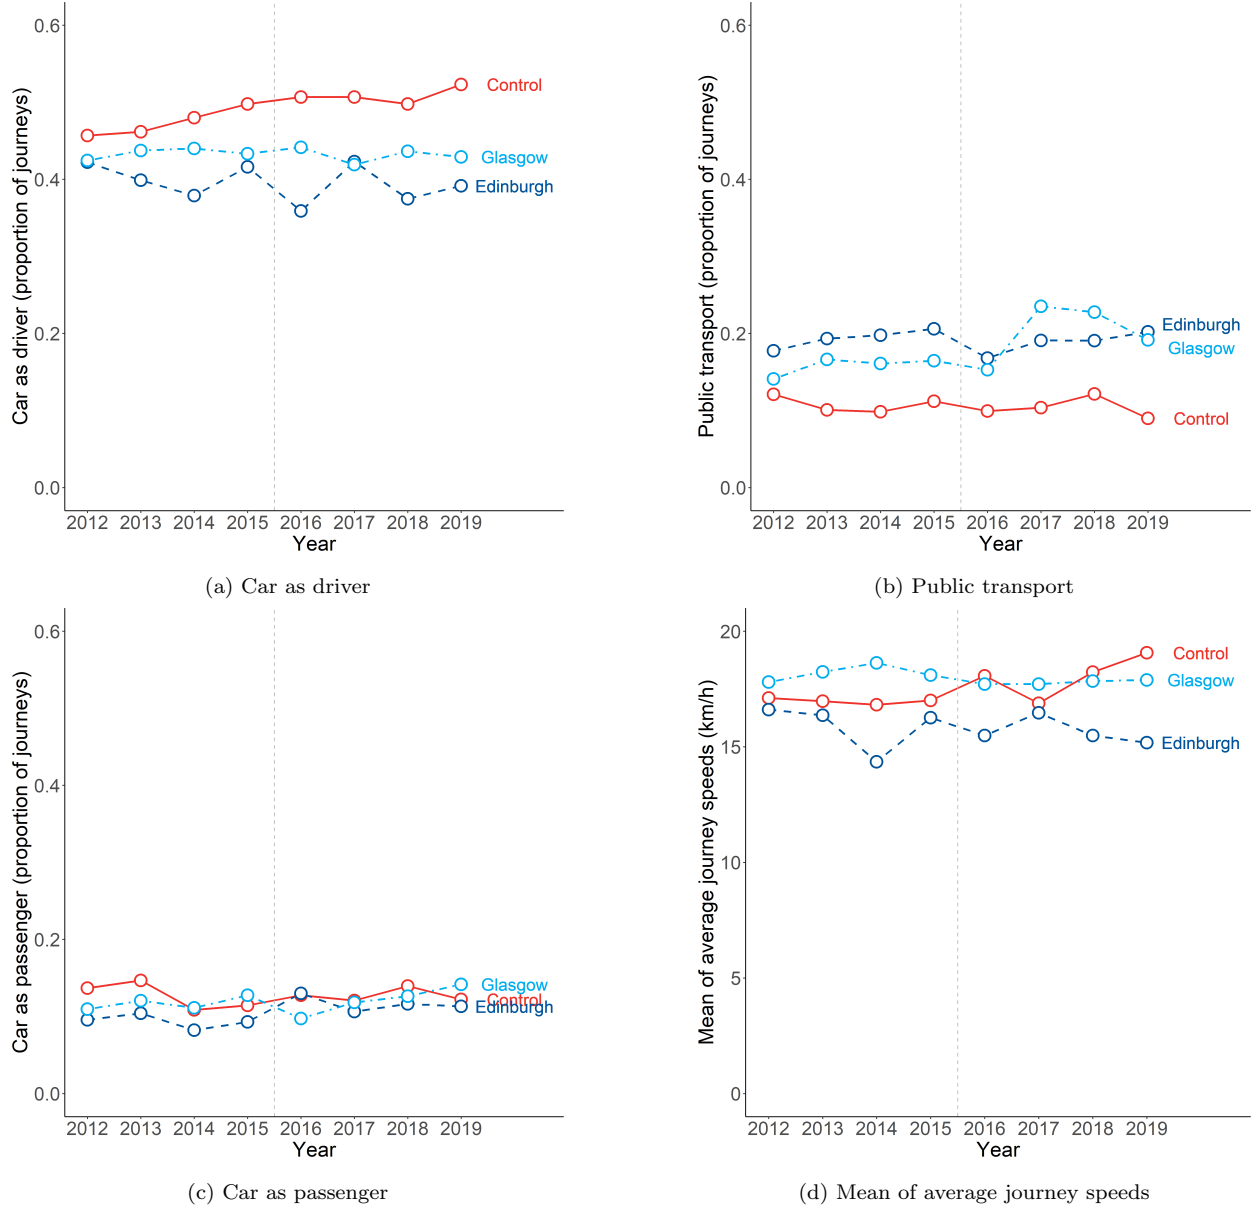 Car as driver (proportion of journeys)
0.6
0.4
0.2
0.0
Control
Glasgow
Edinburgh
2012 2013 2014 2015 2016 2017 2018 2019
Year
(a) Car as driver
Public transport (proportion of journeys)
0.6
0.4
0.2
0.0
Edinburgh
Glasgow
Control
2012 2013 2014 2015 2016 2017 2018 2019
Year
(b) Public transport
Car as passenger (proportion of journeys)
0.6
0.4
0.2
0.0
Glasgow
Control
Edinburgh
2012 2013 2014 2015 2016 2017 2018 2019
Year
(c) Car as passenger
Mean of average journey speeds (km/h)
20
15
10
5
0
Control
Glasgow
Edinburgh
2012 2013 2014 2015 2016 2017 2018 2019
Year
(d) Mean of average journey speeds